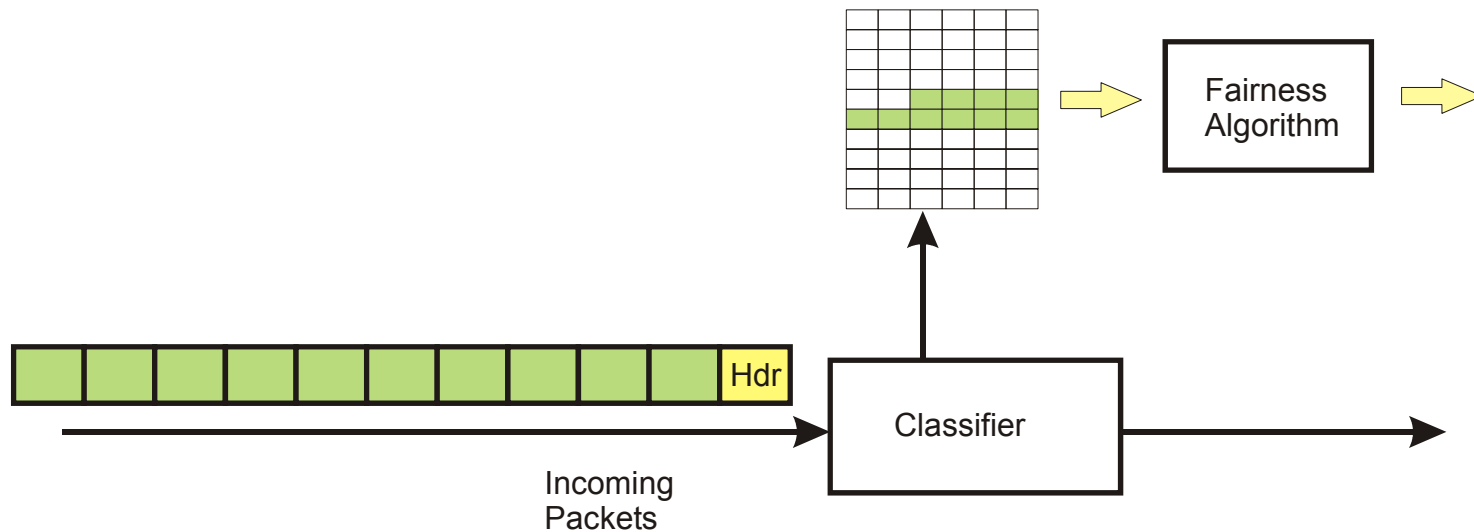 Fairness
Algorithm
Hdr
Classifier
Incoming
Packets